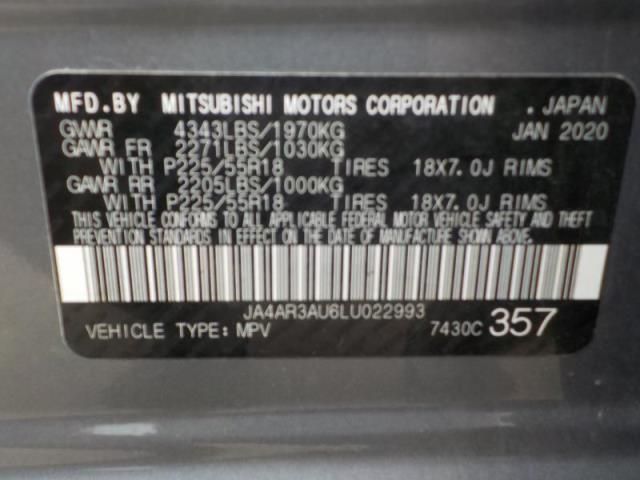 MFD.BY MITSUBISHI MOTORS CORPORATION . JAPAN
GVWR 4343LBS/1970KG JAN 2020
GAWR FR 2271LBS/1030KG
WITH P225/55R18 TIRES 18X7.0J RIMS
GAWR RR 2205LBS/1000KG
WITH P225/55R18 TIRES 18X7.0J RIMS
THIS VEHICLE CONFORMS TO ALL APPLICABLE FEDERAL MOTOR VEHICLE SAFETY AND THEFT
PREVENTION STANDARDS IN EFFECT ON THE DATE OF MANUFACTURE SHOWN ABOVE.
JA4AR3AU6LU022993
VEHICLE TYPE:MPV 7430C 357